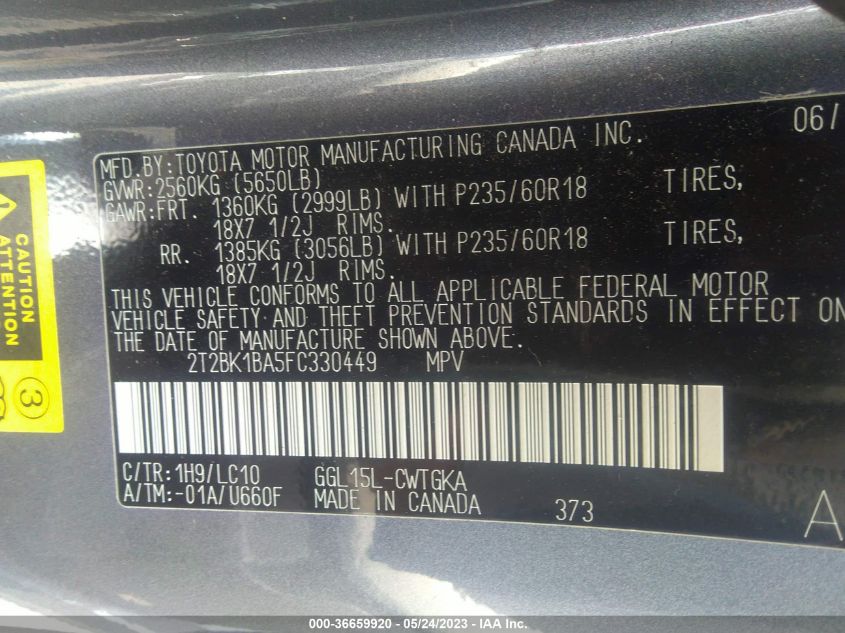 06/
MFD.BY:TOYOTA MOTOR MANUFACTURING CANADA INC.
GVWR:2560KG (5650LB)
GAWR:FRT. 1360KG (2999LB) WITH P235/60R18 TIRES,
18X7 1/2J RIMS.
RR. 1385KG (3056LB) WITH P235/60R18 TIRES,
18X7 1/2J RIMS.
THIS VEHICLE CONFORMS TO ALL APPLICABLE FEDERAL MOTOR
VEHICLE SAFETY AND THEFT PREVENTION STANDARDS IN EFFECT ON
THE DATE OF MANUFACTURE SHOWN ABOVE.
2T2BK1BA5FC330449 MPV
C/TR:1H9/LC10 GGL15L-CWTGKA
A/TM:-01A/U660F MADE IN CANADA 373 A
CAUTION
ATTENTION
3
000-36659920 - 05/24/2023 - IAA Inc.